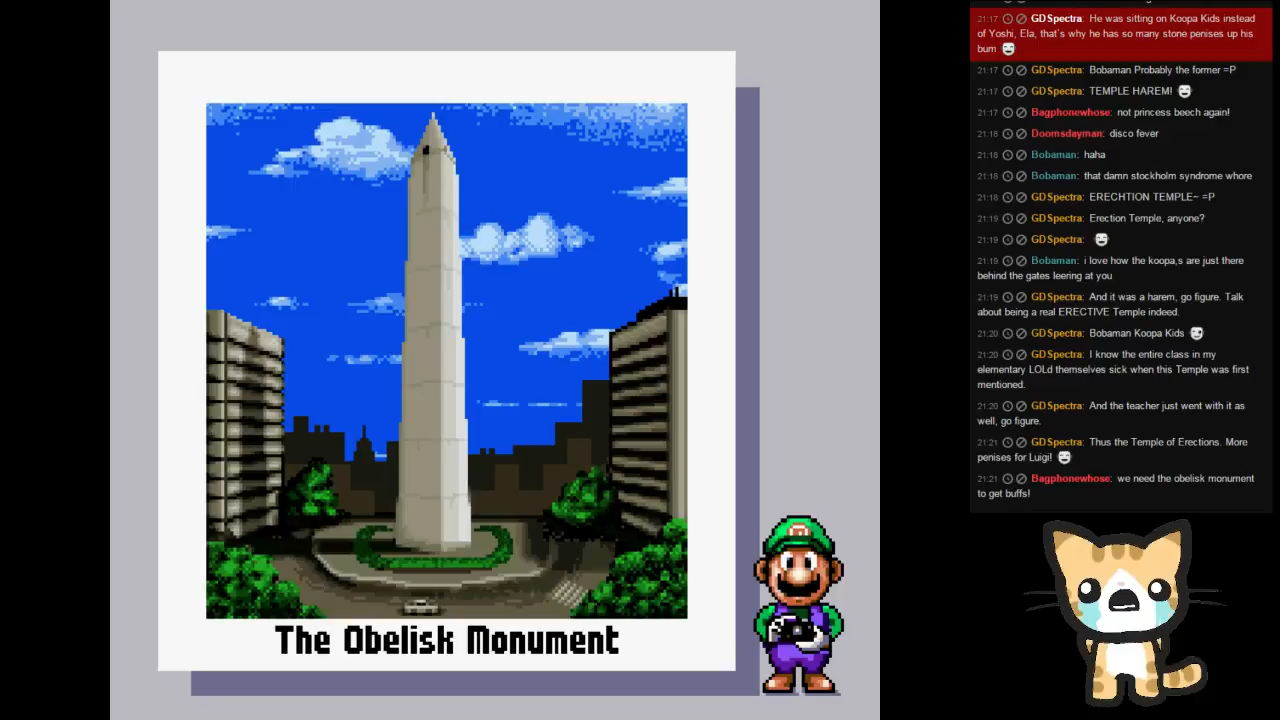 The Obelisk Monument
21:17 GDSpectra: He was sitting on Koopa Kids instead
of Yoshi, Ela, that's why he has so many stone penises up his
bum
21:17 GDSpectra: Bobaman Probably the former =P
21:17 GDSpectra: TEMPLE HAREM!
21:17 Bagphonewhose: not princess beech again!
21:18 Doomsdayman: disco fever
21:18 Bobaman: haha
21:18 Bobaman: that damn stockholm syndrome whore
21:18 GDSpectra: ERECHTION TEMPLE~ =P
21:19 GDSpectra: Erection Temple, anyone?
21:19 GDSpectra:
21:19 Bobaman: i love how the koopa,s are just there
behind the gates leering at you
21:19 GDSpectra: And it was a harem, go figure. Talk
about being a real ERECTIVE Temple indeed.
21:20 GDSpectra: Bobaman Koopa Kids
21:20 GDSpectra: I know the entire class in my
elementary LOLd themselves sick when this Temple was first
mentioned.
21:20 GDSpectra: And the teacher just went with it as
well, go figure.
21:21 GDSpectra: Thus the Temple of Erections. More
penises for Luigi!
21:21 Bagphonewhose: we need the obelisk monument
to get buffs!